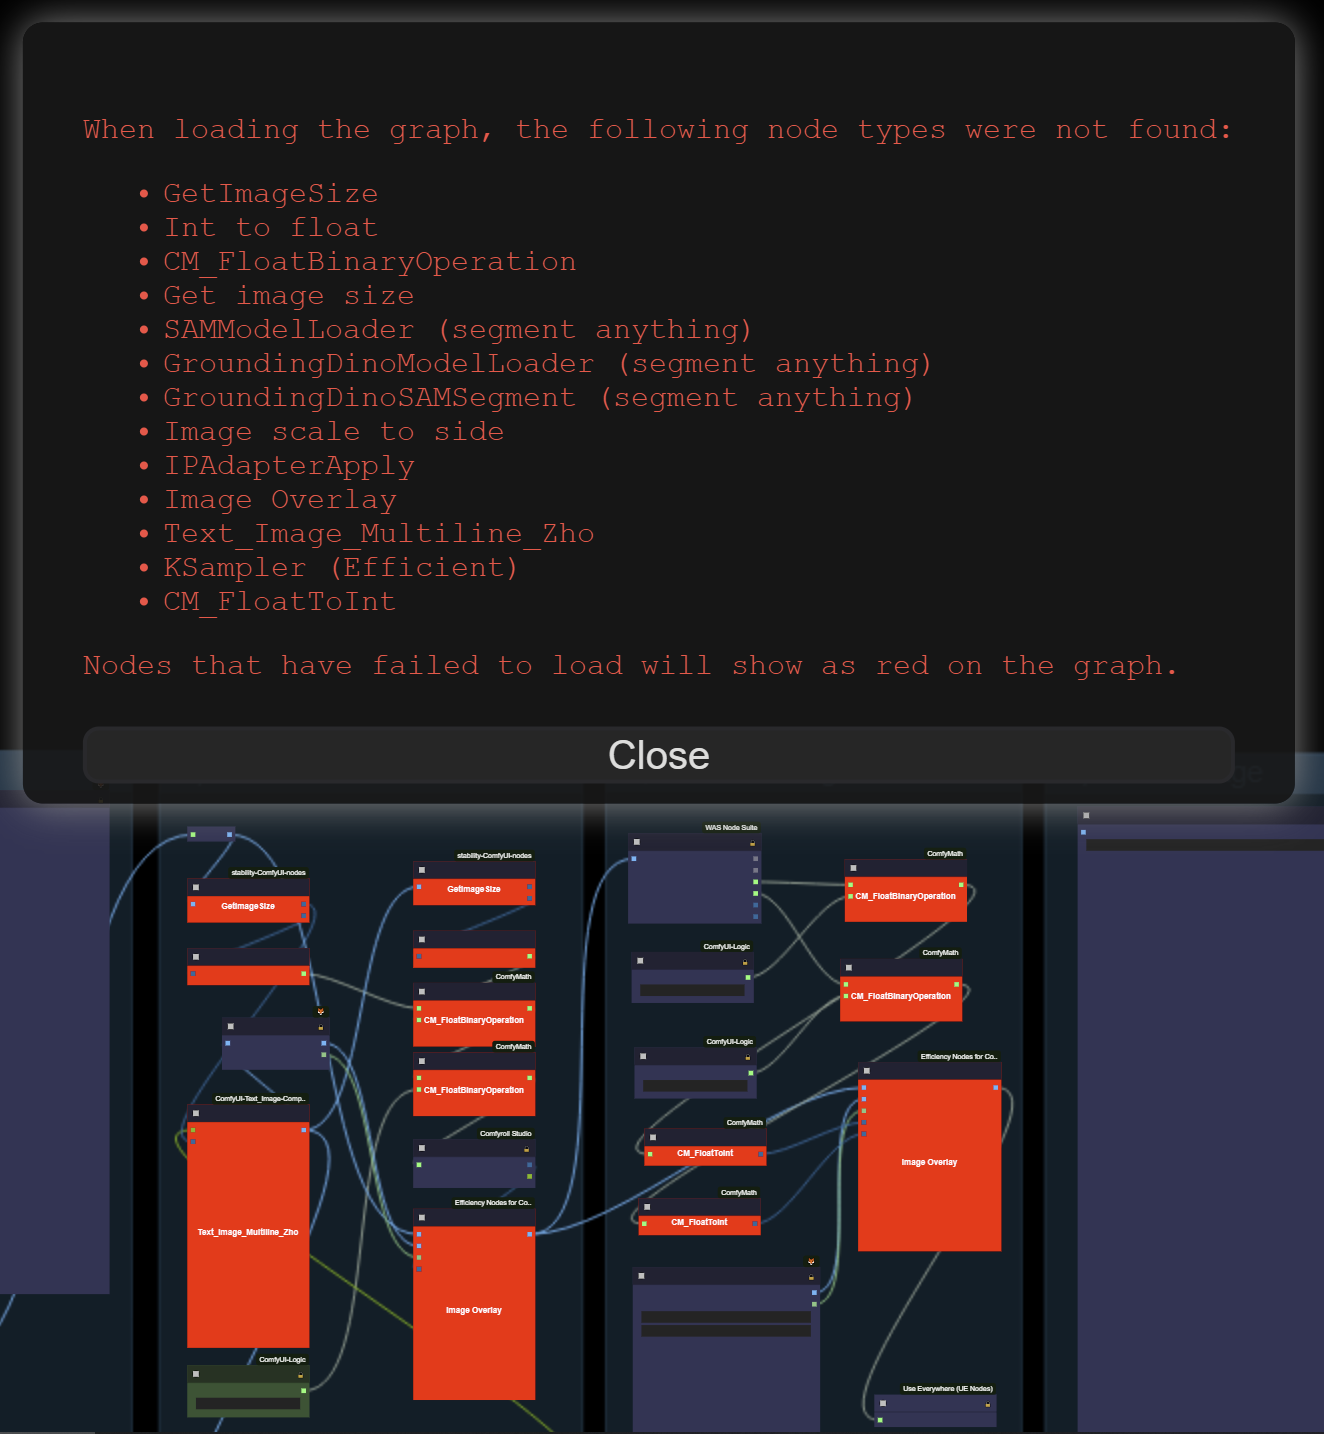 When loading the graph, the following node types were not found:
• GetImageSize
• Int to float
• CM_FloatBinaryOperation
• Get image size
• SAMModelLoader (segment anything)
• GroundingDinoModelLoader (segment anything)
• GroundingDinoSAMSegment (segment anything)
• Image scale to side
• IPAdapterApply
• Image Overlay
• Text_Image_Multiline_Zho
• KSampler (Efficient)
• CM_FloatToInt
Nodes that have failed to load will show as red on the graph.
Close
stability-ComfyUI-nodes
GetImageSize
ComfyUI-Text_Image-Comp..
Text_Image_Multiline_Zho
ComfyUI-Logic
stability-ComfyUI-nodes
GetImageSize
ComfyMath
CM_FloatBinaryOperation
ComfyMath
CM_FloatBinaryOperation
Comfyroll Studio
Efficiency Nodes for Co..
Image Overlay
WAS Node Suite
ComfyUI-Logic
ComfyUI-Logic
ComfyMath
CM_FloatToInt
ComfyMath
CM_FloatToInt
ComfyMath
CM_FloatBinaryOperation
ComfyMath
CM_FloatBinaryOperation
Efficiency Nodes for Co..
Image Overlay
Use Everywhere (UE Nodes)